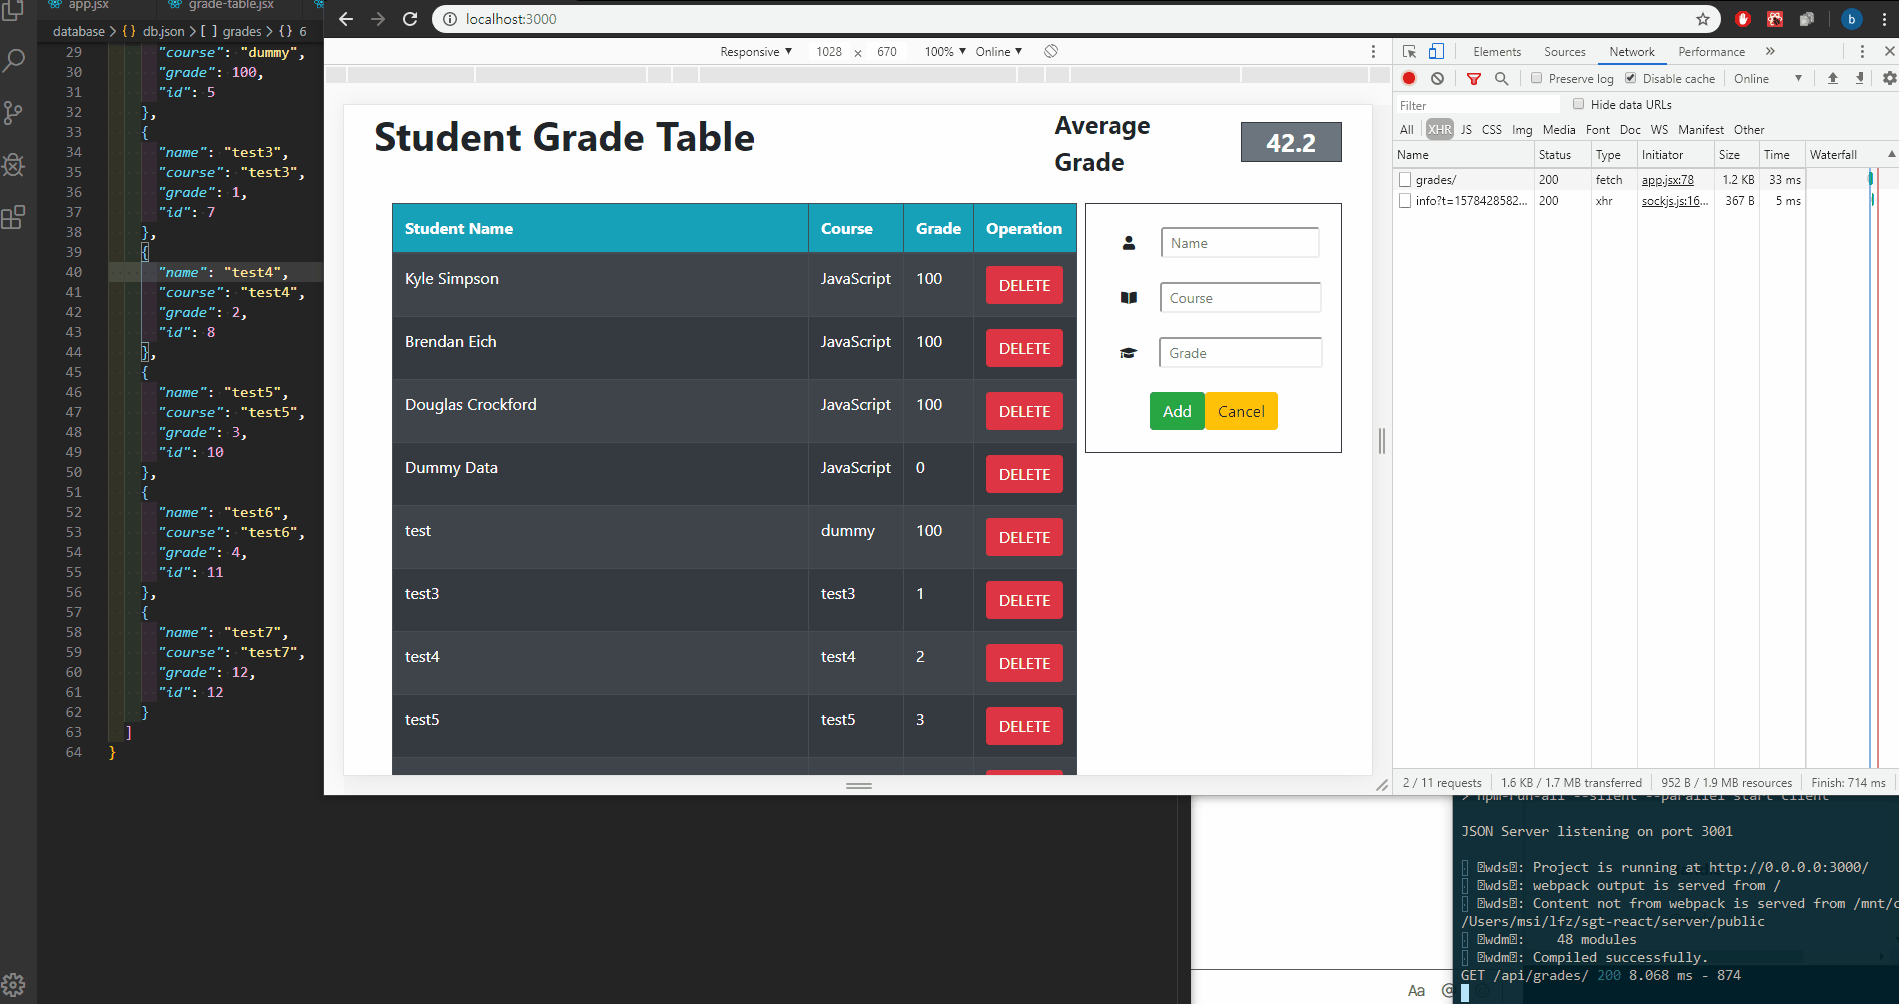 app.jsx
grade-table.jsx
database > {} db.json > [ ] grades > {} 6
29 "course": "dummy",
30 "grade": 100,
31 "id": 5
32 },
33 {
34 "name": "test3",
35 "course": "test3",
36 "grade": 1,
37 "id": 7
38 },
39 {
40 "name": "test4",
41 "course": "test4",
42 "grade": 2,
43 "id": 8
44 },
45 {
46 "name": "test5",
47 "course": "test5",
48 "grade": 3,
49 "id": 10
50 },
51 {
52 "name": "test6",
53 "course": "test6",
54 "grade": 4,
55 "id": 11
56 },
57 {
58 "name": "test7",
59 "course": "test7",
60 "grade": 12,
61 "id": 12
62 }
63 ]
64 }
localhost:3000
b
Responsive ▼ 1028 × 670 100% ▼ Online ▼
Student Grade Table
Average Grade
42.2
Student Name Course Grade Operation
Kyle Simpson JavaScript 100 DELETE
Brendan Eich JavaScript 100 DELETE
Douglas Crockford JavaScript 100 DELETE
Dummy Data JavaScript 0 DELETE
test dummy 100 DELETE
test3 test3 1 DELETE
test4 test4 2 DELETE
test5 test5 3 DELETE
Name
Course
Grade
Add Cancel
Elements Sources Network Performance »
Preserve log Disable cache Online ▼
Filter Hide data URLs
All XHR JS CSS Img Media Font Doc WS Manifest Other
Name Status Type Initiator Size Time Waterfall
grades/ 200 fetch app.jsx:78 1.2 KB 33 ms
info?t=1578428582... 200 xhr sockjs.js:16... 367 B 5 ms
2 / 11 requests 1.6 KB / 1.7 MB transferred 952 B / 1.9 MB resources Finish: 714 ms
> npm-run-all --silent --parallel start client
JSON Server listening on port 3001
wds: Project is running at http://0.0.0.0:3000/
wds: webpack output is served from /
wds: Content not from webpack is served from /mnt/c
/Users/msi/lfz/sgt-react/server/public
wdm: 48 modules
wdm: Compiled successfully.
GET /api/grades/ 200 8.068 ms - 874
Aa @